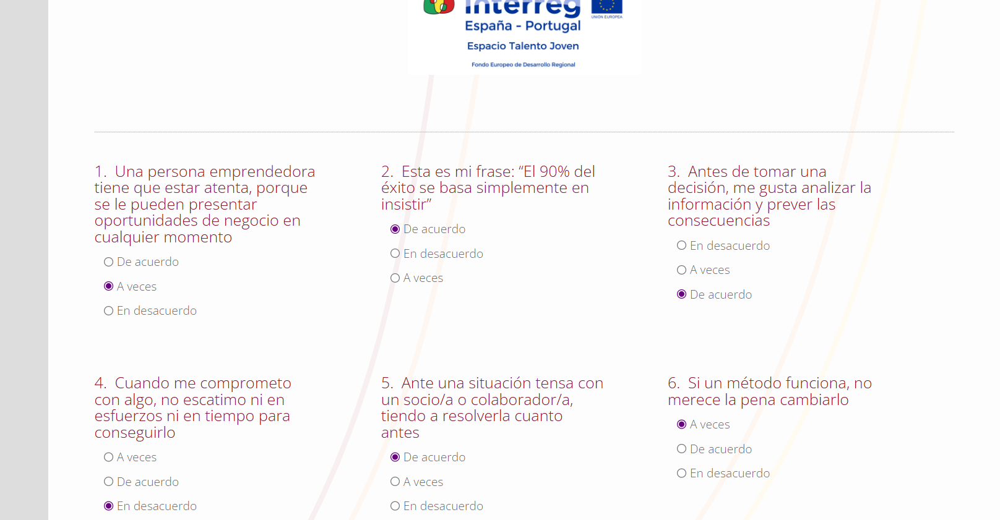 Interreg
España - Portugal
UNIÓN EUROPEA
Espacio Talento Joven
Fondo Europeo de Desarrollo Regional
1. Una persona emprendedora
tiene que estar atenta, porque
se le pueden presentar
oportunidades de negocio en
cualquier momento
De acuerdo
A veces
En desacuerdo
2. Esta es mi frase: “El 90% del
éxito se basa simplemente en
insistir”
De acuerdo
En desacuerdo
A veces
3. Antes de tomar una
decisión, me gusta analizar la
información y prever las
consecuencias
En desacuerdo
A veces
De acuerdo
4. Cuando me comprometo
con algo, no escatimo ni en
esfuerzos ni en tiempo para
conseguirlo
A veces
De acuerdo
En desacuerdo
5. Ante una situación tensa con
un socio/a o colaborador/a,
tiendo a resolverla cuanto
antes
De acuerdo
A veces
En desacuerdo
6. Si un método funciona, no
merece la pena cambiarlo
A veces
De acuerdo
En desacuerdo